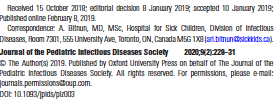 Received 15 October 2018; editorial decision 8 January 2019; accepted 10 January 2019;
Published online February 8, 2019.
Correspondence: A. Bitnun, MD, MSc, Hospital for Sick Children, Division of Infectious
Diseases, Room 7301, 555 University Ave, Toronto, ON, Canada M5G 1X8 (ari.bitnun@sickkids.ca).
Journal of the Pediatric Infectious Diseases Society 2020;9(2):228–31
© The Author(s) 2019. Published by Oxford University Press on behalf of The Journal of the
Pediatric Infectious Diseases Society. All rights reserved. For permissions, please e-mail:
journals.permissions@oup.com.
DOI: 10.1093/jpids/piz003